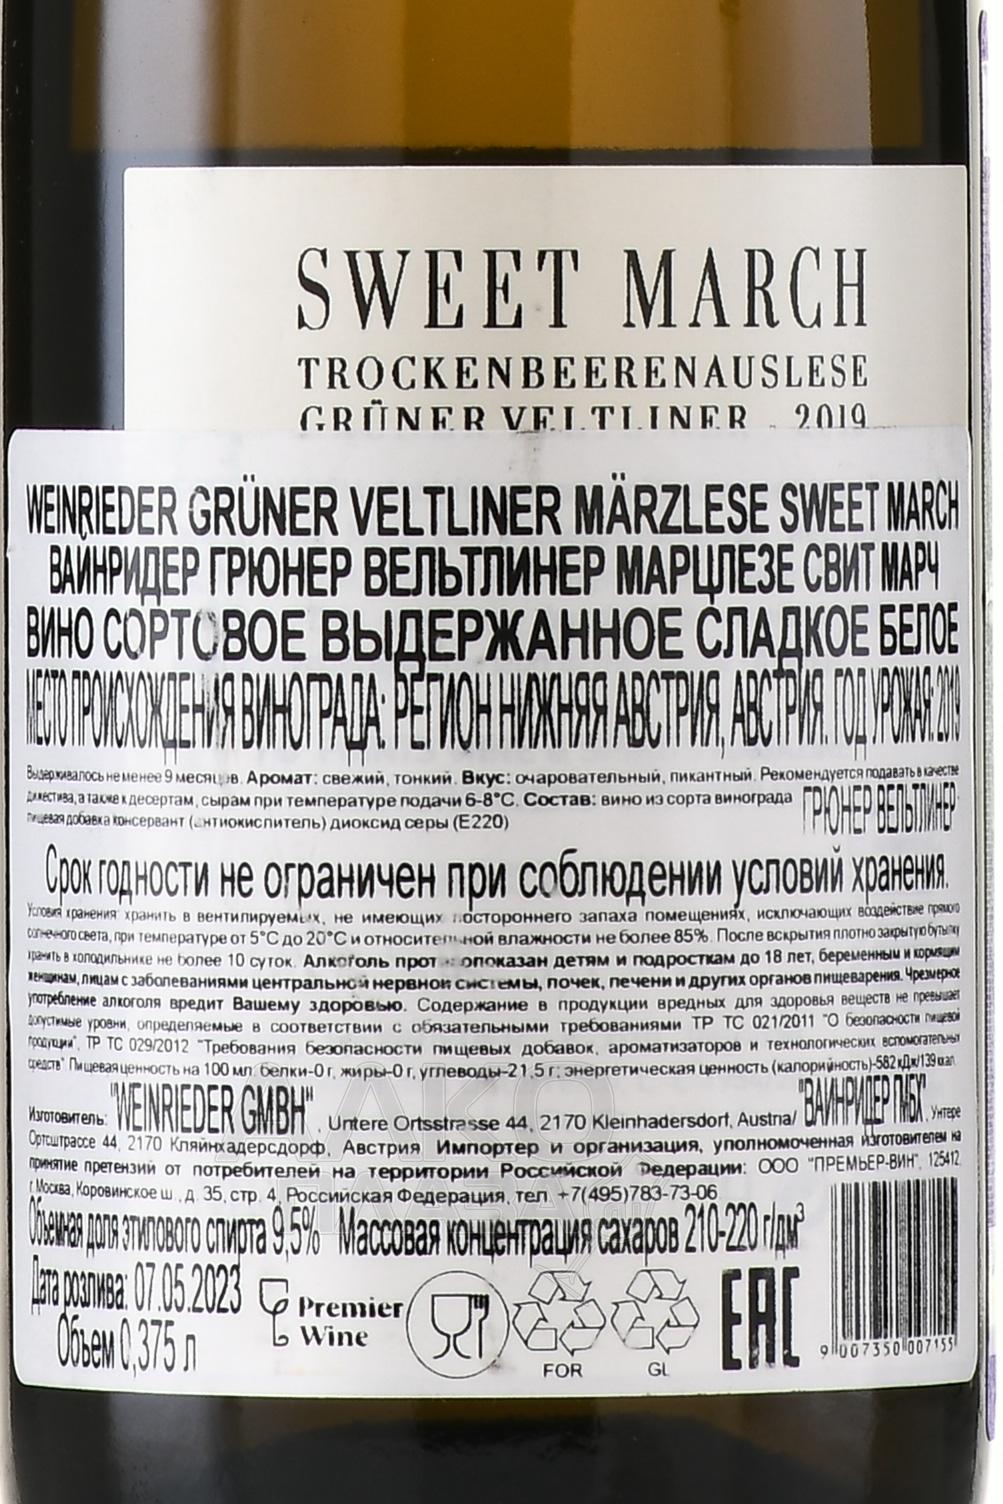 SWEET MARCH
TROCKENBEERENAUSLESE
GRÜNER VELTLINER . 2019
WEINRIEDER GRÜNER VELTLINER MÄRZLESE SWEET MARCH
ВАЙНРИДЕР ГРЮНЕР ВЕЛЬТЛИНЕР МАРЦЛЕЗЕ СВИТ МАРЧ
ВИНО СОРТОВОЕ ВЫДЕРЖАННОЕ СЛАДКОЕ БЕЛОЕ
МЕСТО ПРОИСХОЖДЕНИЯ ВИНОГРАДА: РЕГИОН НИЖНЯЯ АВСТРИЯ, АВСТРИЯ. ГОД УРОЖАЯ: 2019
Выдерживалось не менее 9 месяцев. Аромат: свежий, тонкий. Вкус: очаровательный, пикантный. Рекомендуется подавать в качестве
дижестива, а также к десертам, сырам при температуре подачи 6-8°С. Состав: вино из сорта винограда ГРЮНЕР ВЕЛЬТЛИНЕР
пищевая добавка консервант (антиокислитель) диоксид серы (Е220)
Срок годности не ограничен при соблюдении условий хранения.
Условия хранения: хранить в вентилируемых, не имеющих постороннего запаха помещениях, исключающих воздействие прямого
солнечного света, при температуре от 5°С до 20°С и относительной влажности не более 85%. После вскрытия плотно закрытую бутылку
хранить в холодильнике не более 10 суток. Алкоголь противопоказан детям и подросткам до 18 лет, беременным и кормящим
женщинам, лицам с заболеваниями центральной нервной системы, почек, печени и других органов пищеварения. Чрезмерное
употребление алкоголя вредит Вашему здоровью. Содержание в продукции вредных для здоровья веществ не превышает
допустимые уровни, определяемые в соответствии с обязательными требованиями ТР ТС 021/2011 "О безопасности пищевой
продукции", ТР ТС 029/2012 "Требования безопасности пищевых добавок, ароматизаторов и технологических вспомогательных
средств" Пищевая ценность на 100 мл: белки-0 г, жиры-0 г, углеводы-21,5 г; энергетическая ценность (калорийность)-582 кДж/139 ккал.
Изготовитель: "WEINRIEDER GMBH", Untere Ortsstrasse 44, 2170 Kleinhadersdorf, Austria/ "ВАЙНРИДЕР ГМБХ", Унтере
Ортсштрассе 44, 2170 Кляйнхадерсдорф, Австрия Импортер и организация, уполномоченная изготовителем на
принятие претензий от потребителей на территории Российской Федерации: ООО "ПРЕМЬЕР-ВИН", 125412,
г.Москва, Коровинское ш., д. 35, стр. 4, Российская Федерация, тел. +7(495)783-73-06
Объемная доля этилового спирта 9,5% Массовая концентрация сахаров 210-220 г/дм³
Дата розлива: 07.05.2023
Объем 0,375 л
Premier
Wine
FOR
GL
EAC
9 007350 007155